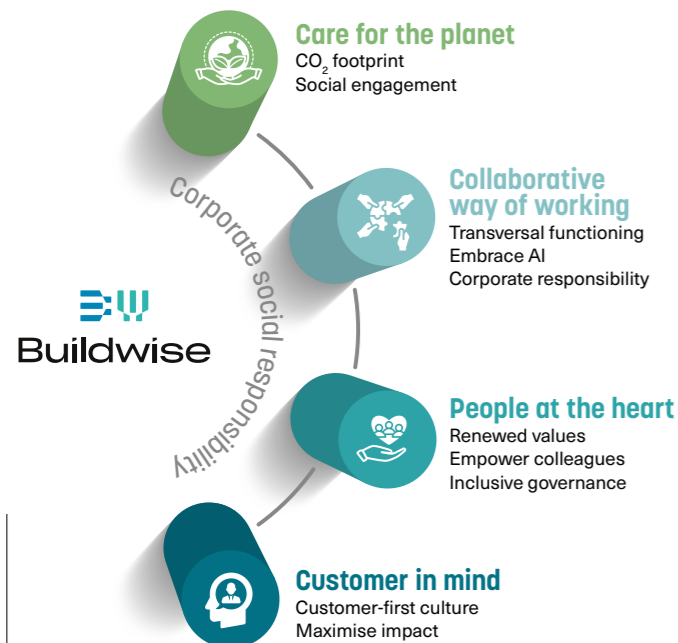 Care for the planet
CO₂ footprint
Social engagement
Collaborative
way of working
Transversal functioning
Embrace AI
Corporate responsibility
Corporate social responsibility
Buildwise
People at the heart
Renewed values
Empower colleagues
Inclusive governance
Customer in mind
Customer-first culture
Maximise impact